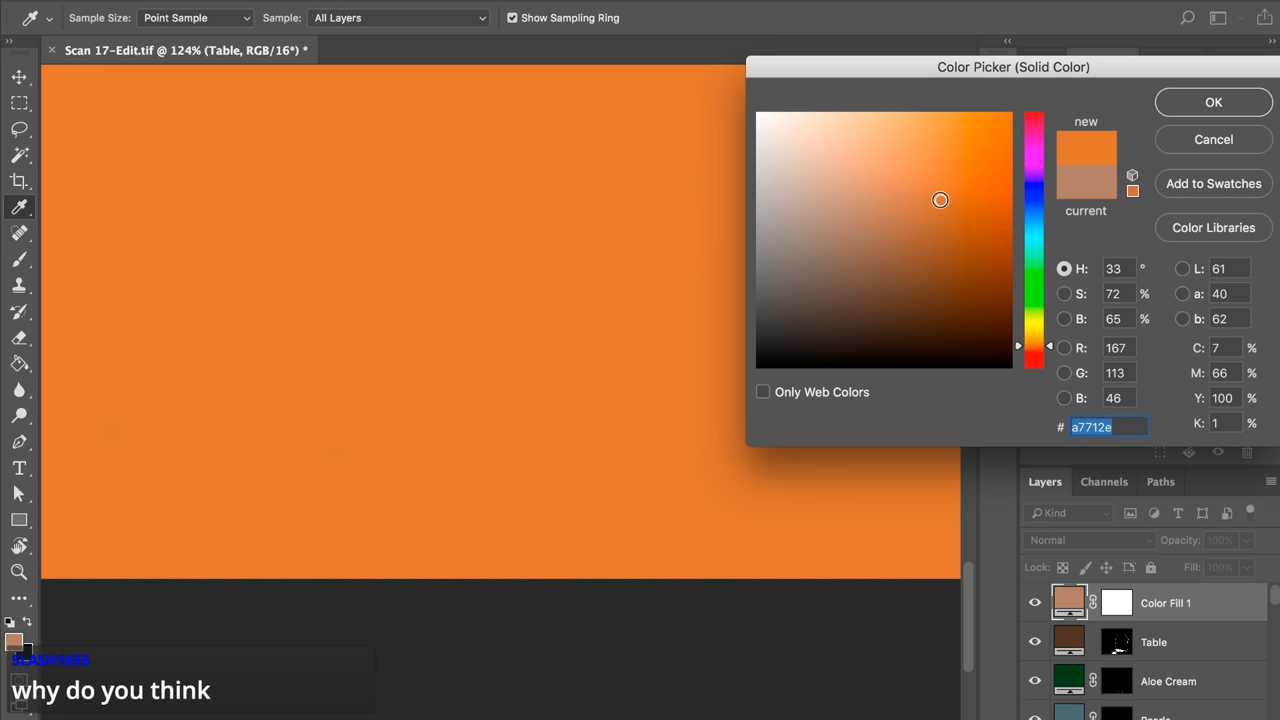 Sample Size: Point Sample Sample: All Layers Show Sampling Ring
Scan 17-Edit.tif @ 124% (Table, RGB/16*) *
Color Picker (Solid Color)
new
current
OK
Cancel
Add to Swatches
Color Libraries
H: 33 °
S: 72 %
B: 65 %
R: 167
G: 113
B: 46
# a7712e
L: 61
a: 40
b: 62
C: 7 %
M: 66 %
Y: 100 %
K: 1 %
Only Web Colors
Layers Channels Paths
Kind
Normal Opacity: 100%
Lock: Fill: 100%
Color Fill 1
Table
Aloe Cream
SLASH1655
why do you think